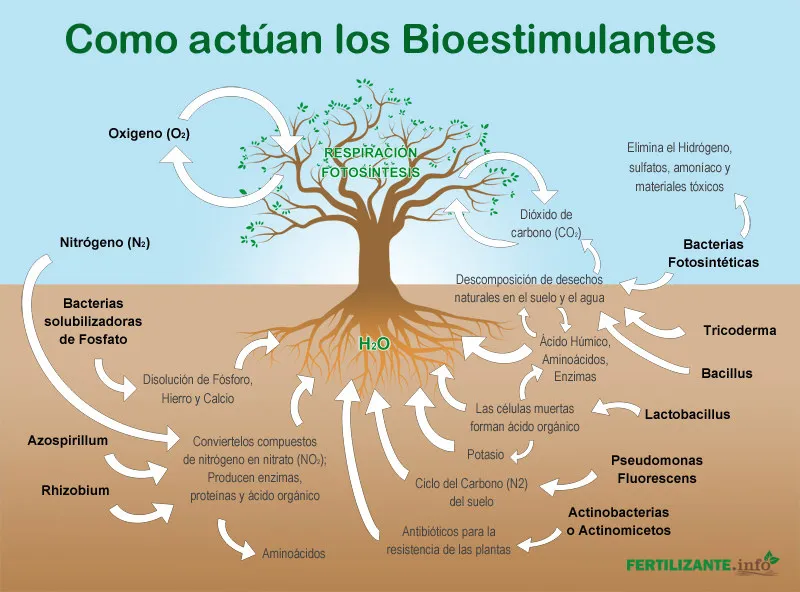 Como actúan los Bioestimulantes
Oxigeno (O₂)
RESPIRACIÓN
FOTOSÍNTESIS
Elimina el Hidrógeno,
sulfatos, amoníaco y
materiales tóxicos
Dióxido de
carbono (CO₂)
Nitrógeno (N₂)
Bacterias
Fotosintéticas
Descomposición de desechos
naturales en el suelo y el agua
Bacterias
solubilizadoras
de Fosfato
Tricoderma
H₂O
Ácido Húmico,
Aminoácidos,
Enzimas
Bacillus
Disolución de Fósforo,
Hierro y Calcio
Las células muertas
forman ácido orgánico
Lactobacillus
Azospirillum
Conviertelos compuestos
de nitrógeno en nitrato (NO₂);
Producen enzimas,
proteínas y ácido orgánico
Potasio
Pseudomonas
Fluorescens
Rhizobium
Ciclo del Carbono (N2)
del suelo
Actinobacterias
o Actinomicetos
Antibióticos para la
resistencia de las plantas
Aminoàcidos
FERTILIZANTE.info